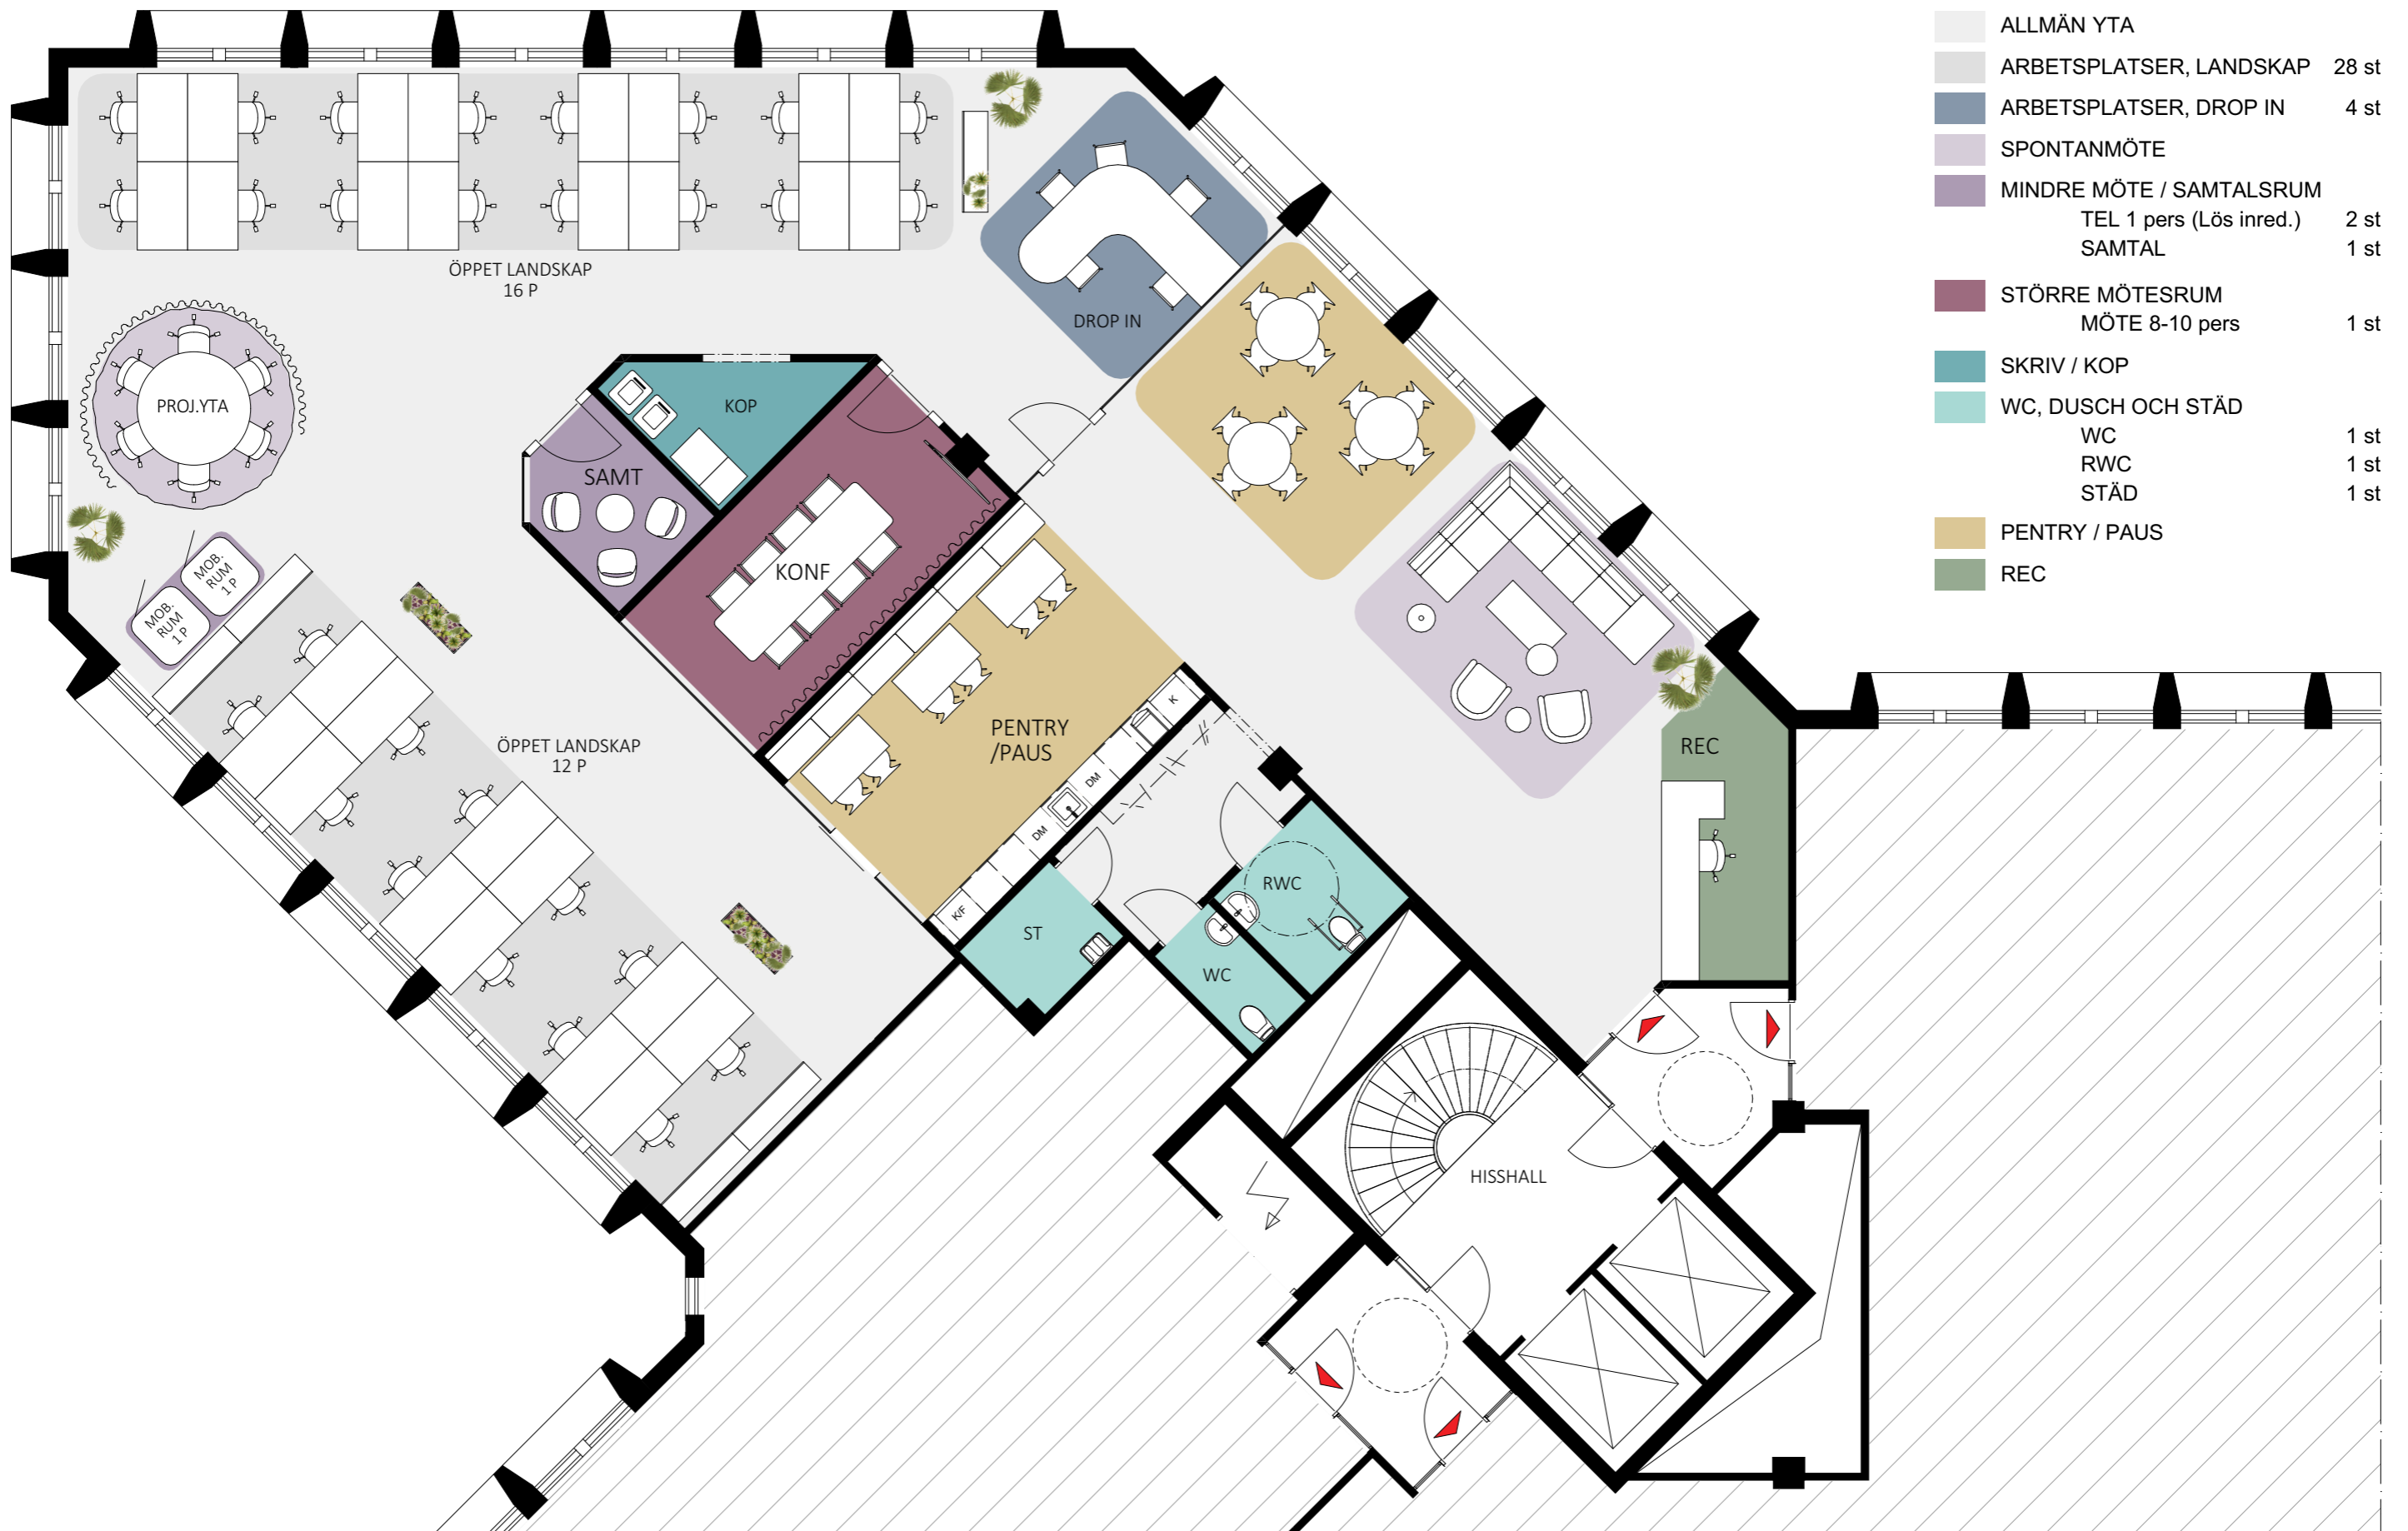 ALLMÄN YTA
ARBETSPLATSER, LANDSKAP 28 st
ARBETSPLATSER, DROP IN 4 st
SPONTANMÖTE
MINDRE MÖTE / SAMTALSRUM
TEL 1 pers (Lös inred.) 2 st
SAMTAL 1 st
STÖRRE MÖTESRUM
MÖTE 8-10 pers 1 st
SKRIV / KOP
WC, DUSCH OCH STÄD
WC 1 st
RWC 1 st
STÄD 1 st
PENTRY / PAUS
REC
ÖPPET LANDSKAP
16 P
DROP IN
PROJ.YTA
KOP
SAMT
KONF
MOB.
RUM
1 P
MOB.
RUM
1 P
ÖPPET LANDSKAP
12 P
PENTRY
/PAUS
K
DM
DM
K/F
REC
RWC
ST
WC
HISSHALL